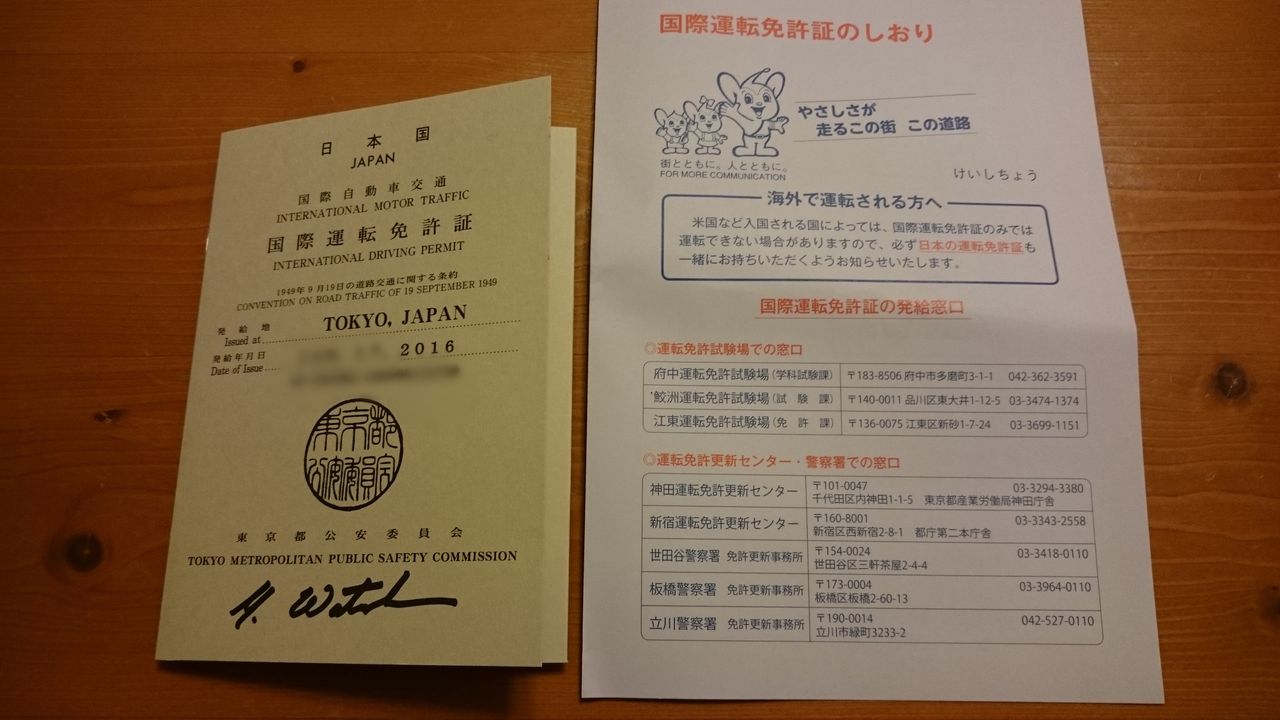 日本国
JAPAN
国際自動車交通
INTERNATIONAL MOTOR TRAFFIC
国際運転免許証
INTERNATIONAL DRIVING PERMIT
1949年9月19日の道路交通に関する条約
CONVENTION ON ROAD TRAFFIC OF 19 SEPTEMBER 1949
発給地
Issued at
TOKYO, JAPAN
発給年月日
Date of Issue
2016
東京都
公安委員会
東京都公安委員会
TOKYO METROPOLITAN PUBLIC SAFETY COMMISSION
国際運転免許証のしおり
やさしさが
走るこの街 この道路
街とともに。人とともに。
FOR MORE COMMUNICATION
けいしちょう
海外で運転される方へ
米国など入国される国によっては、国際運転免許証のみでは
運転できない場合がありますので、必ず日本の運転免許証も
一緒にお持ちいただくようお知らせいたします。
国際運転免許証の発給窓口
◎運転免許試験場での窓口
府中運転免許試験場(学科試験課) 〒183-8506 府中市多磨町3-1-1 042-362-3591
鮫洲運転免許試験場(試験課) 〒140-0011 品川区東大井1-12-5 03-3474-1374
江東運転免許試験場(免許課) 〒136-0075 江東区新砂1-7-24 03-3699-1151
◎運転免許更新センター・警察署での窓口
神田運転免許更新センター 〒101-0047 03-3294-3380
千代田区内神田1-1-5 東京都産業労働局神田庁舎
新宿運転免許更新センター 〒160-8001 03-3343-2558
新宿区西新宿2-8-1 都庁第二本庁舎
世田谷警察署 免許更新事務所 〒154-0024 03-3418-0110
世田谷区三軒茶屋2-4-4
板橋警察署 免許更新事務所 〒173-0004 03-3964-0110
板橋区板橋2-60-13
立川警察署 免許更新事務所 〒190-0014 042-527-0110
立川市緑町3233-2